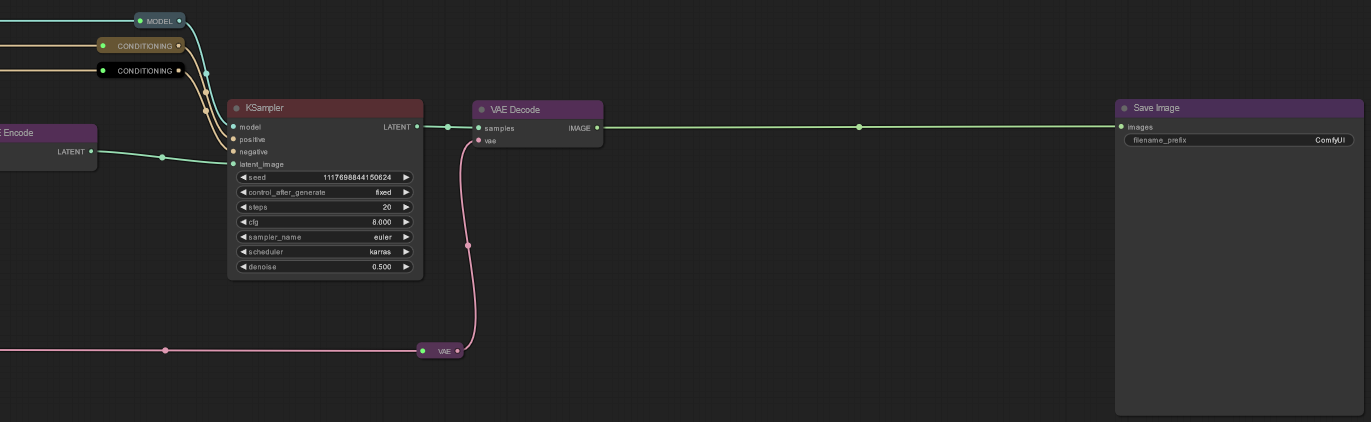 MODEL
CONDITIONING
CONDITIONING
E Encode
LATENT
KSampler
model
LATENT
positive
negative
latent_image
seed 1117698844150624
control_after_generate fixed
steps 20
cfg 8.000
sampler_name euler
scheduler karras
denoise 0.500
VAE Decode
samples IMAGE
vae
VAE
Save Image
images
filename_prefix ComfyUI